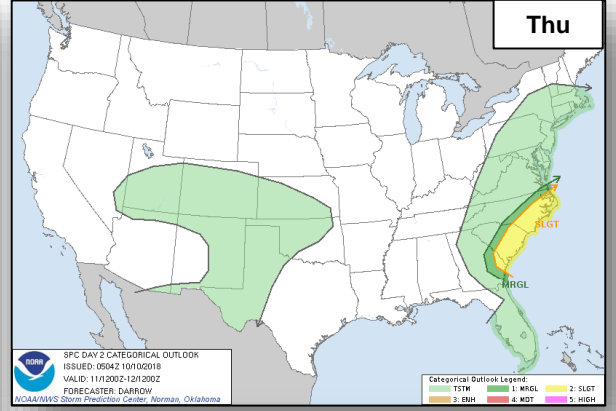 Thu
SLGT
MRGL
NOAA
SPC DAY 2 CATEGORICAL OUTLOOK
ISSUED: 0504Z 10/10/2018
VALID: 11/1200Z-12/1200Z
FORECASTER: DARROW
NOAA/NWS Storm Prediction Center, Norman, Oklahoma
Categorical Outlook Legend:
TSTM 1: MRGL 2: SLGT
3: ENH 4: MDT 5: HIGH